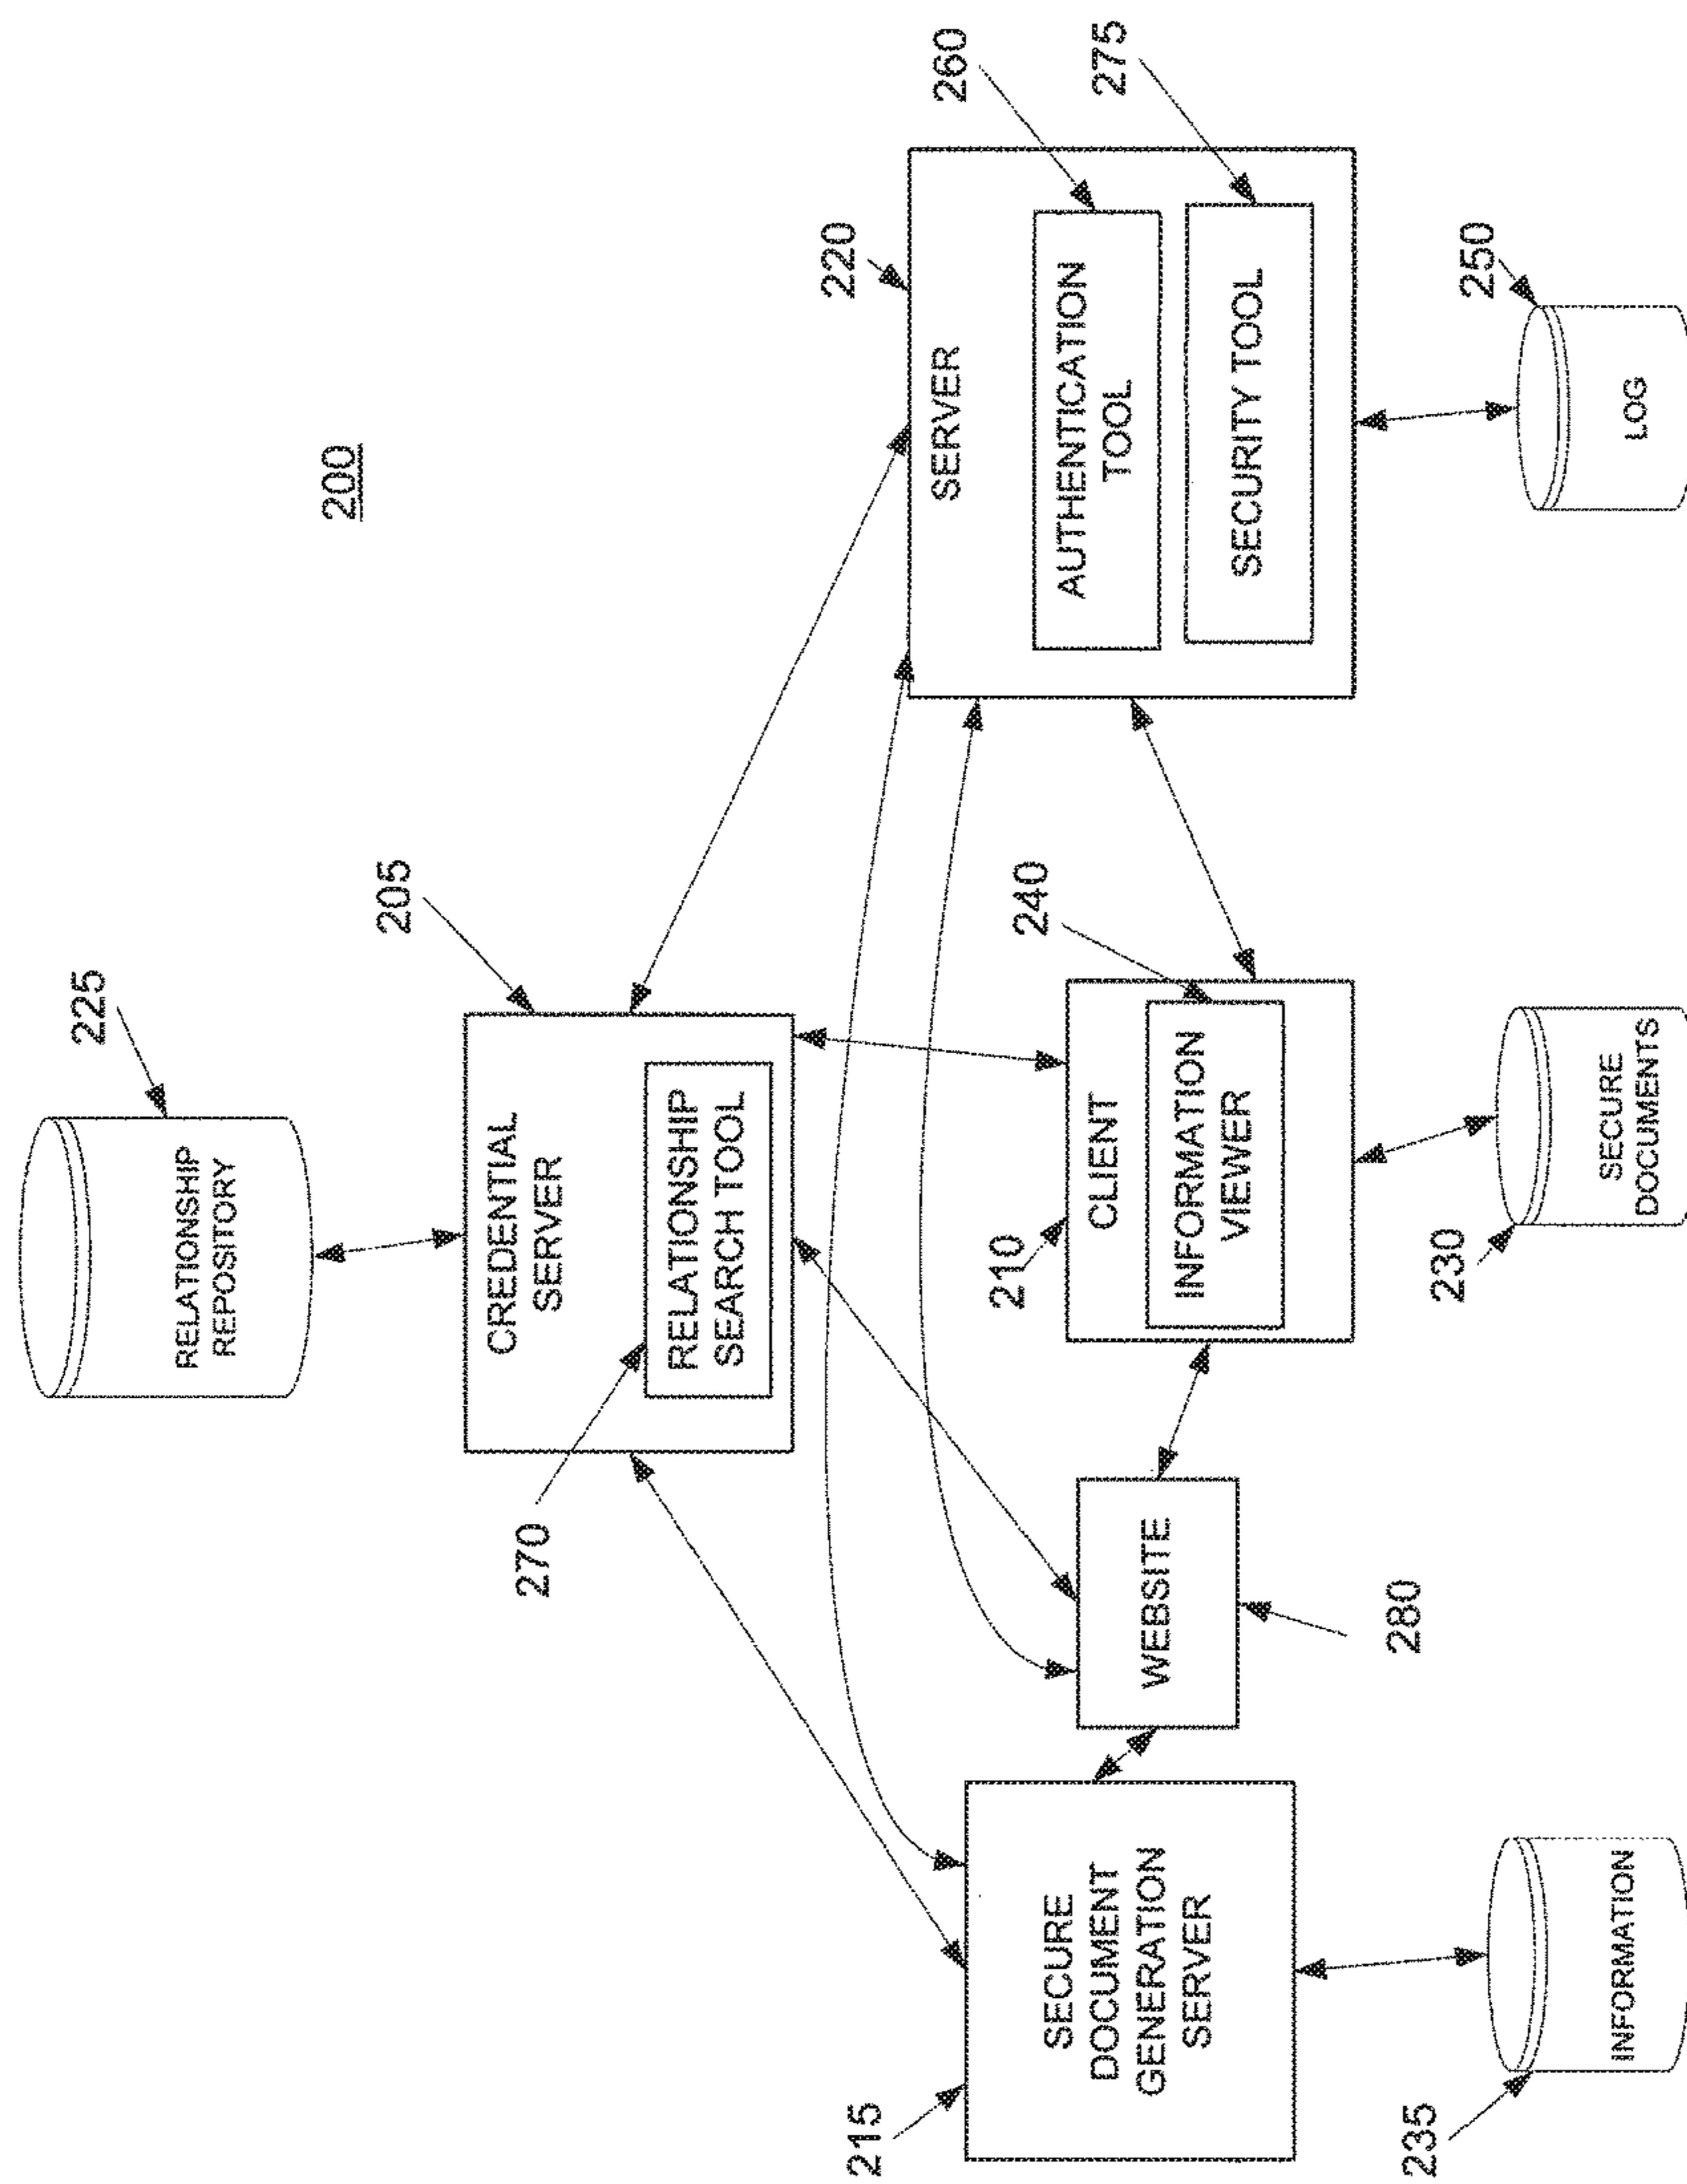 200
225
RELATIONSHIP
REPOSITORY
205
CREDENTIAL
SERVER
270
RELATIONSHIP
SEARCH TOOL
220
SERVER
260
AUTHENTICATION
TOOL
275
SECURITY TOOL
215
SECURE
DOCUMENT
GENERATION
SERVER
WEBSITE
280
210
CLIENT
240
INFORMATION
VIEWER
235
INFORMATION
230
SECURE
DOCUMENTS
250
LOG